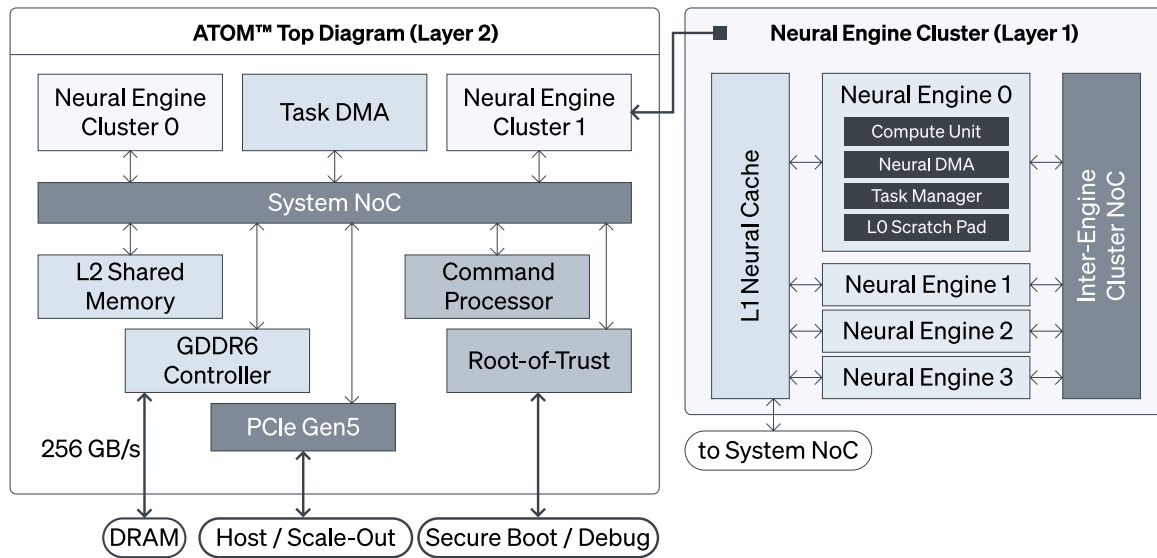 ATOM™ Top Diagram (Layer 2)
Neural Engine
Cluster 0
Task DMA
Neural Engine
Cluster 1
System NoC
L2 Shared
Memory
Command
Processor
GDDR6
Controller
Root-of-Trust
PCIe Gen5
256 GB/s
DRAM
Host / Scale-Out
Secure Boot / Debug
Neural Engine Cluster (Layer 1)
L1 Neural Cache
Neural Engine 0
Compute Unit
Neural DMA
Task Manager
L0 Scratch Pad
Neural Engine 1
Neural Engine 2
Neural Engine 3
Inter-Engine
Cluster NoC
to System NoC